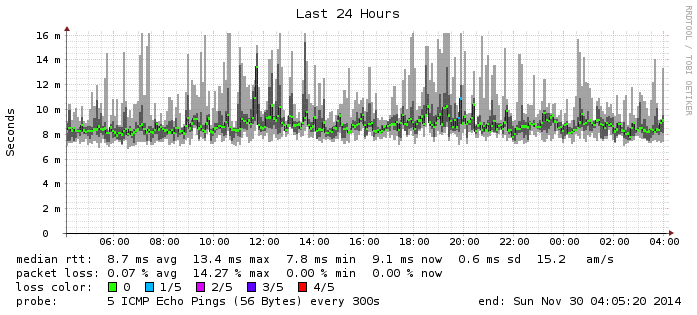 Last 24 Hours
RRDTOOL / TOBI OETIKER
Seconds
16 m
14 m
12 m
10 m
8 m
6 m
4 m
2 m
0
06:00 08:00 10:00 12:00 14:00 16:00 18:00 20:00 22:00 00:00 02:00 04:00
median rtt: 8.7 ms avg 13.4 ms max 7.8 ms min 9.1 ms now 0.6 ms sd 15.2 am/s
packet loss: 0.07 % avg 14.27 % max 0.00 % min 0.00 % now
loss color: 0 1/5 2/5 3/5 4/5
probe: 5 ICMP Echo Pings (56 Bytes) every 300s end: Sun Nov 30 04:05:20 2014